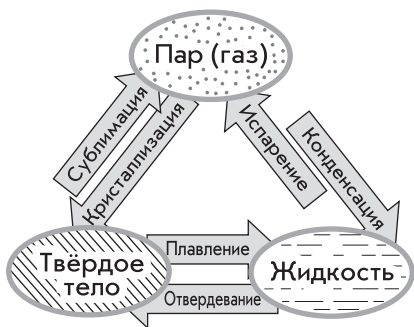 Пар (газ)
Сублимация
Кристаллизация
Испарение
Конденсация
Твёрдое
тело
Плавление
Отвердевание
Жидкость